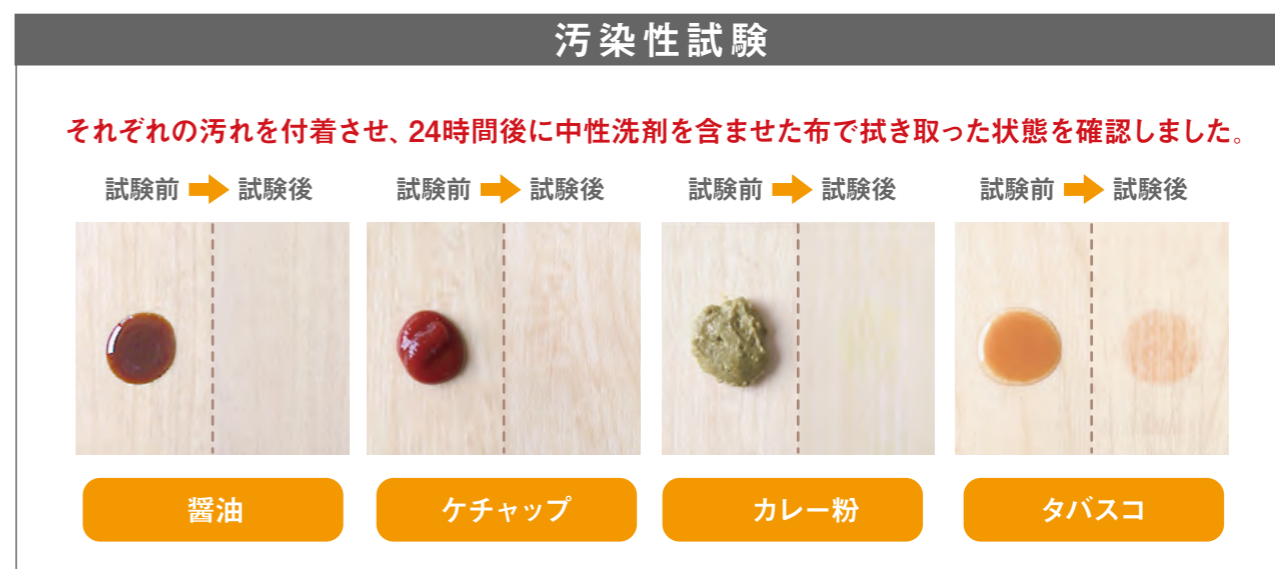 汚染性試験
それぞれの汚れを付着させ、24時間後に中性洗剤を含ませた布で拭き取った状態を確認しました。
試験前 試験後
試験前 試験後
試験前 試験後
試験前 試験後
醤油
ケチャップ
カレー粉
タバスコ